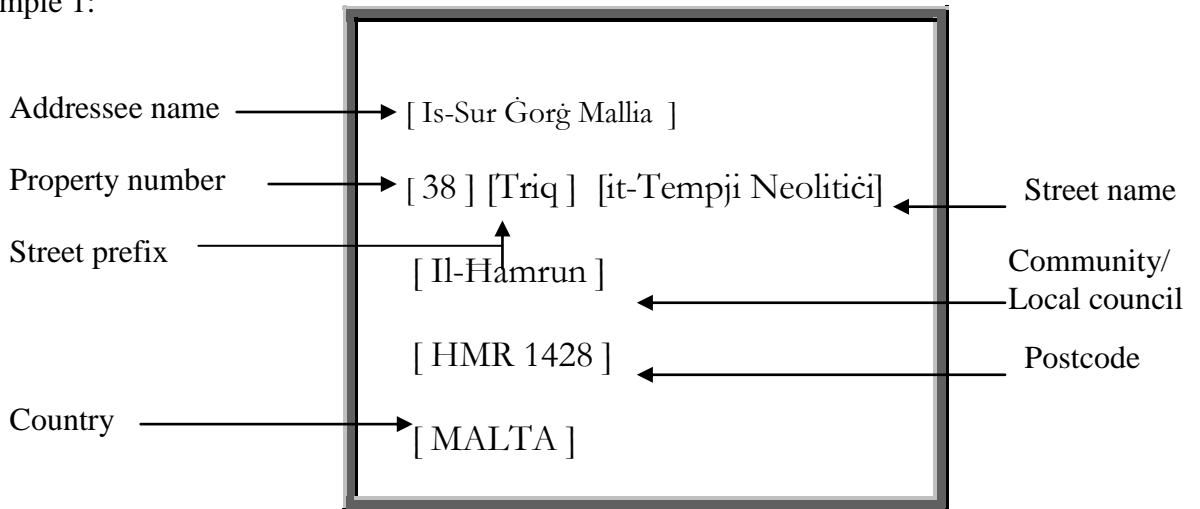 mple 1:
Addressee name [ Is-Sur Ġorġ Mallia ]
Property number [ 38 ] [Triq ] [it-Tempji Neolitiċi] Street name
Street prefix
[ Il-Ħamrun ] Community/
Local council
[ HMR 1428 ] Postcode
Country [ MALTA ]